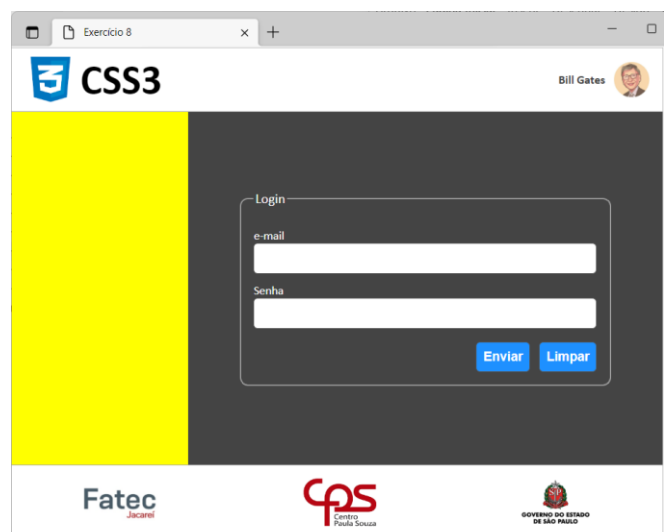 Exercício 8
CSS3
Bill Gates
Login
e-mail
Senha
Enviar
Limpar
Fatec
Jacareí
CPS
Centro
Paula Souza
GOVERNO DO ESTADO
DE SÃO PAULO